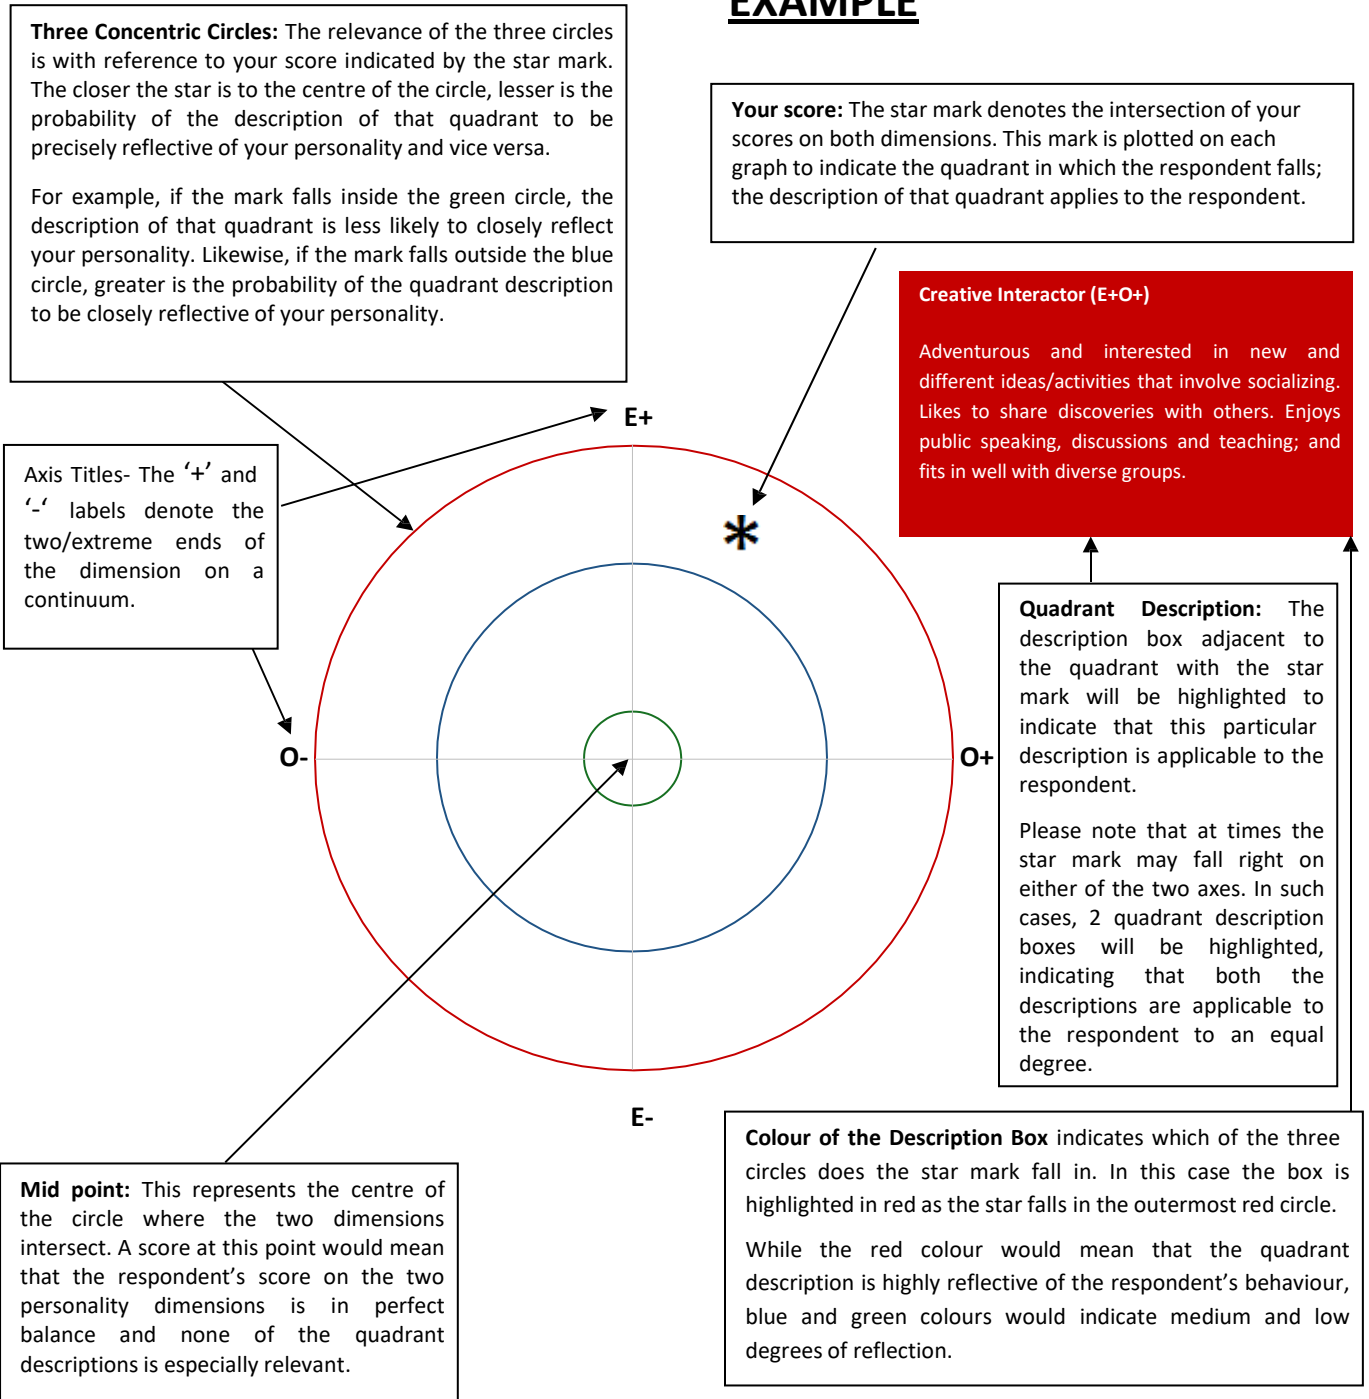 EXAMPLE
Three Concentric Circles: The relevance of the three circles
is with reference to your score indicated by the star mark.
The closer the star is to the centre of the circle, lesser is the
probability of the description of that quadrant to be
precisely reflective of your personality and vice versa.
For example, if the mark falls inside the green circle, the
description of that quadrant is less likely to closely reflect
your personality. Likewise, if the mark falls outside the blue
circle, greater is the probability of the quadrant description
to be closely reflective of your personality.
Your score: The star mark denotes the intersection of your
scores on both dimensions. This mark is plotted on each
graph to indicate the quadrant in which the respondent falls;
the description of that quadrant applies to the respondent.
Creative Interactor (E+O+)
Adventurous and interested in new and
different ideas/activities that involve socializing.
Likes to share discoveries with others. Enjoys
public speaking, discussions and teaching; and
fits in well with diverse groups.
E+
Axis Titles- The ‘+’ and
‘-‘ labels denote the
two/extreme ends of
the dimension on a
continuum.
*
O-
O+
Quadrant Description: The
description box adjacent to
the quadrant with the star
mark will be highlighted to
indicate that this particular
description is applicable to the
respondent.
Please note that at times the
star mark may fall right on
either of the two axes. In such
cases, 2 quadrant description
boxes will be highlighted,
indicating that both the
descriptions are applicable to
the respondent to an equal
degree.
E-
Mid point: This represents the centre of
the circle where the two dimensions
intersect. A score at this point would mean
that the respondent’s score on the two
personality dimensions is in perfect
balance and none of the quadrant
descriptions is especially relevant.
Colour of the Description Box indicates which of the three
circles does the star mark fall in. In this case the box is
highlighted in red as the star falls in the outermost red circle.
While the red colour would mean that the quadrant
description is highly reflective of the respondent’s behaviour,
blue and green colours would indicate medium and low
degrees of reflection.